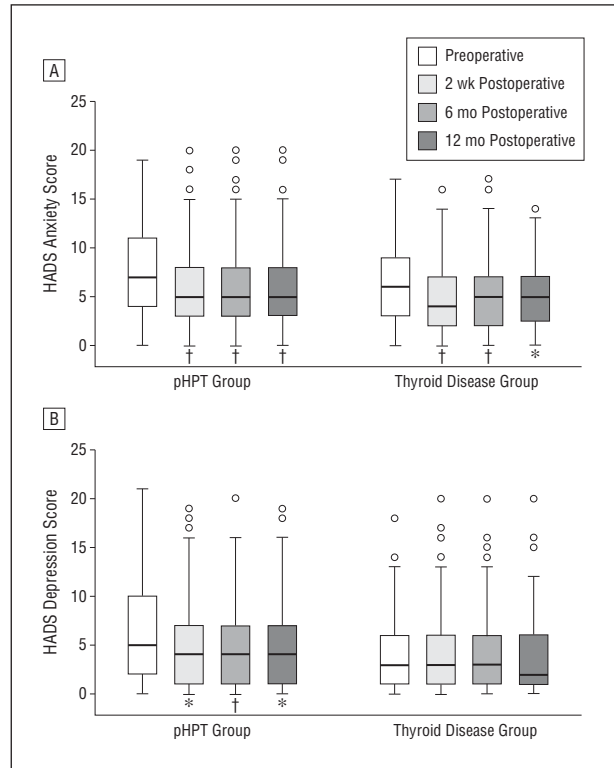 Preoperative
2 wk Postoperative
6 mo Postoperative
12 mo Postoperative
A
25
20
15
10
5
0
HADS Anxiety Score
† † † † † *
pHPT Group Thyroid Disease Group
B
25
20
15
10
5
0
HADS Depression Score
* † *
pHPT Group Thyroid Disease Group